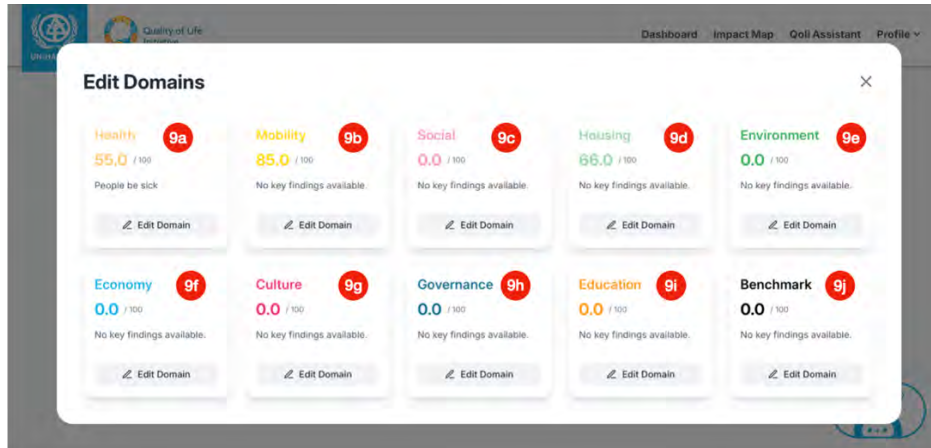 Quality of Life
Dashboard Impact Map Qoli Assistant Profile
Edit Domains
Health 9a Mobility 9b Social 9c Housing 9d Environment 9e
55.0 / 100 85.0 / 100 0.0 / 100 66.0 / 100 0.0 / 100
People be sick No key findings available. No key findings available. No key findings available. No key findings available.
Edit Domain Edit Domain Edit Domain Edit Domain Edit Domain
Economy 9f Culture 9g Governance 9h Education 9i Benchmark 9j
0.0 / 100 0.0 / 100 0.0 / 100 0.0 / 100 0.0 / 100
No key findings available. No key findings available. No key findings available. No key findings available. No key findings available.
Edit Domain Edit Domain Edit Domain Edit Domain Edit Domain